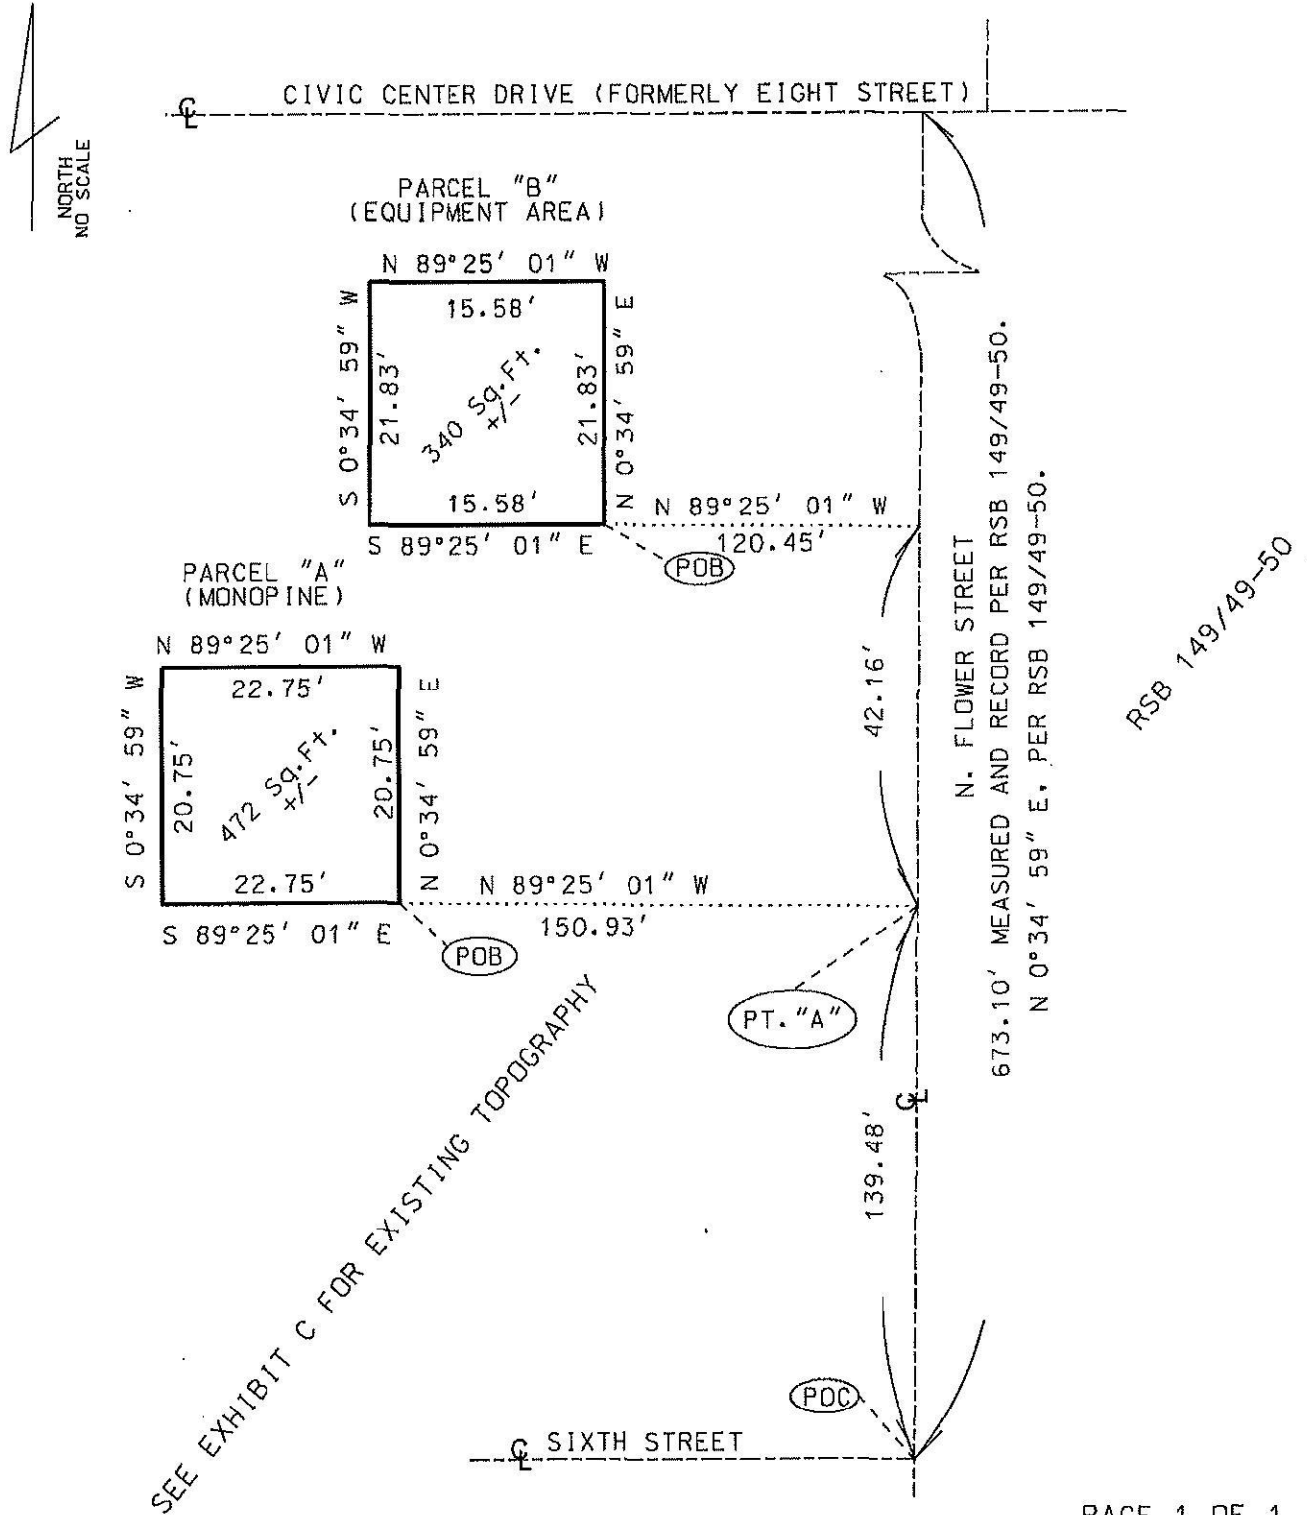 CIVIC CENTER DRIVE (FORMERLY EIGHT STREET)
NORTH
NO SCALE
PARCEL "B"
(EQUIPMENT AREA)
N 89°25' 01" W
15.58'
S 0°34' 59" W
21.83'
340 Sq.Ft.
+/-
21.83'
N 0°34' 59" E
15.58'
S 89°25' 01" E
N 89°25' 01" W
120.45'
POB
PARCEL "A"
(MONOPINE)
N 89°25' 01" W
22.75'
S 0°34' 59" W
20.75'
472 Sq.Ft.
+/-
20.75'
N 0°34' 59" E
22.75'
S 89°25' 01" E
N 89°25' 01" W
150.93'
POB
42.16'
PT."A"
139.48'
N. FLOWER STREET
673.10' MEASURED AND RECORD PER RSB 149/49-50.
N 0°34' 59" E, PER RSB 149/49-50.
RSB 149/49-50
SEE EXHIBIT C FOR EXISTING TOPOGRAPHY
POC
SIXTH STREET
PAGE 1 OF 1